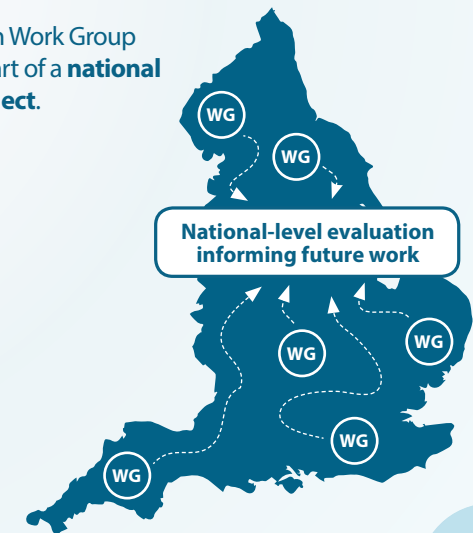 Work Group
art of a national
ect.
WG
WG
National-level evaluation
informing future work
WG
WG
WG
WG